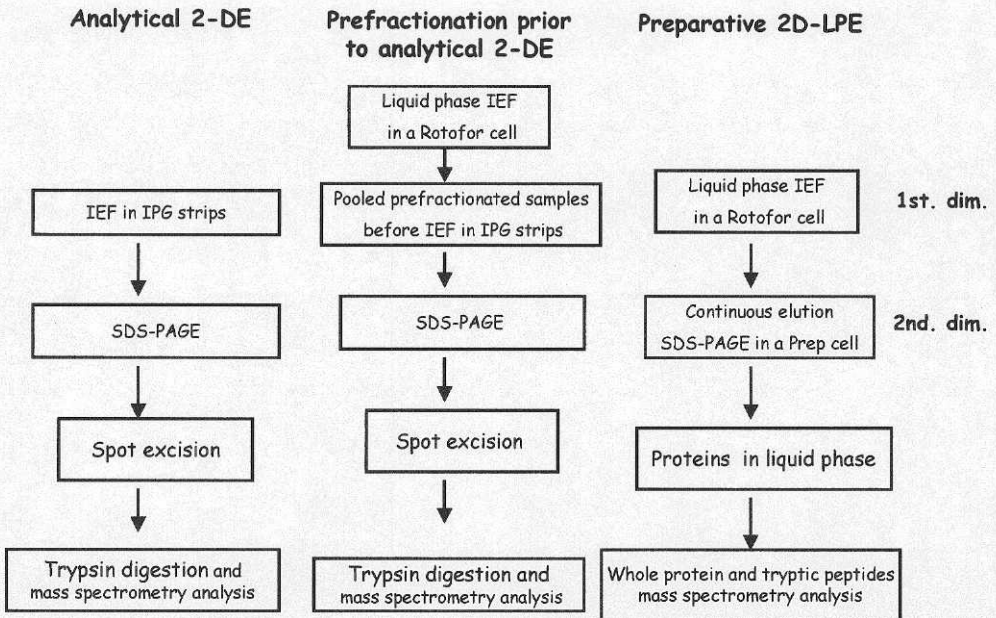 Analytical 2-DE
IEF in IPG strips
SDS-PAGE
Spot excision
Trypsin digestion and
mass spectrometry analysis
Prefractionation prior
to analytical 2-DE
Liquid phase IEF
in a Rotofor cell
Pooled prefractionated samples
before IEF in IPG strips
SDS-PAGE
Spot excision
Trypsin digestion and
mass spectrometry analysis
Preparative 2D-LPE
Liquid phase IEF
in a Rotofor cell
1st. dim.
Continuous elution
SDS-PAGE in a Prep cell
2nd. dim.
Proteins in liquid phase
Whole protein and tryptic peptides
mass spectrometry analysis